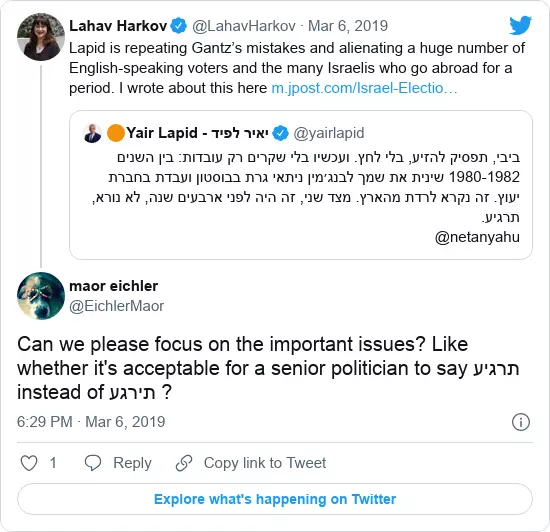 Lahav Harkov @LahavHarkov · Mar 6, 2019
Lapid is repeating Gantz’s mistakes and alienating a huge number of
English-speaking voters and the many Israelis who go abroad for a
period. I wrote about this here m.jpost.com/Israel-Electio…
Yair Lapid - יאיר לפיד @yairlapid
ביבי, תפסיק להזיע, בלי לחץ. ועכשיו בלי שקרים רק עובדות: בין השנים
1980-1982 שינית את שמך לבנג׳מין ניתאי גרת בבוסטון ועבדת בחברת
יעוץ. זה נקרא לרדת מהארץ. מצד שני, זה היה לפני ארבעים שנה, לא נורא,
תרגיע.
@netanyahu
maor eichler
@EichlerMaor
Can we please focus on the important issues? Like
whether it's acceptable for a senior politician to say תרגיע
instead of תירגע ?
6:29 PM · Mar 6, 2019
1 Reply Copy link to Tweet
Explore what's happening on Twitter